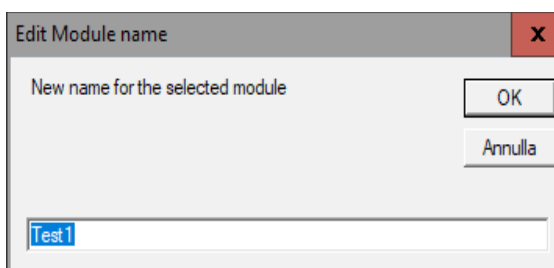 Edit Module name
x
New name for the selected module
OK
Annulla
Test1